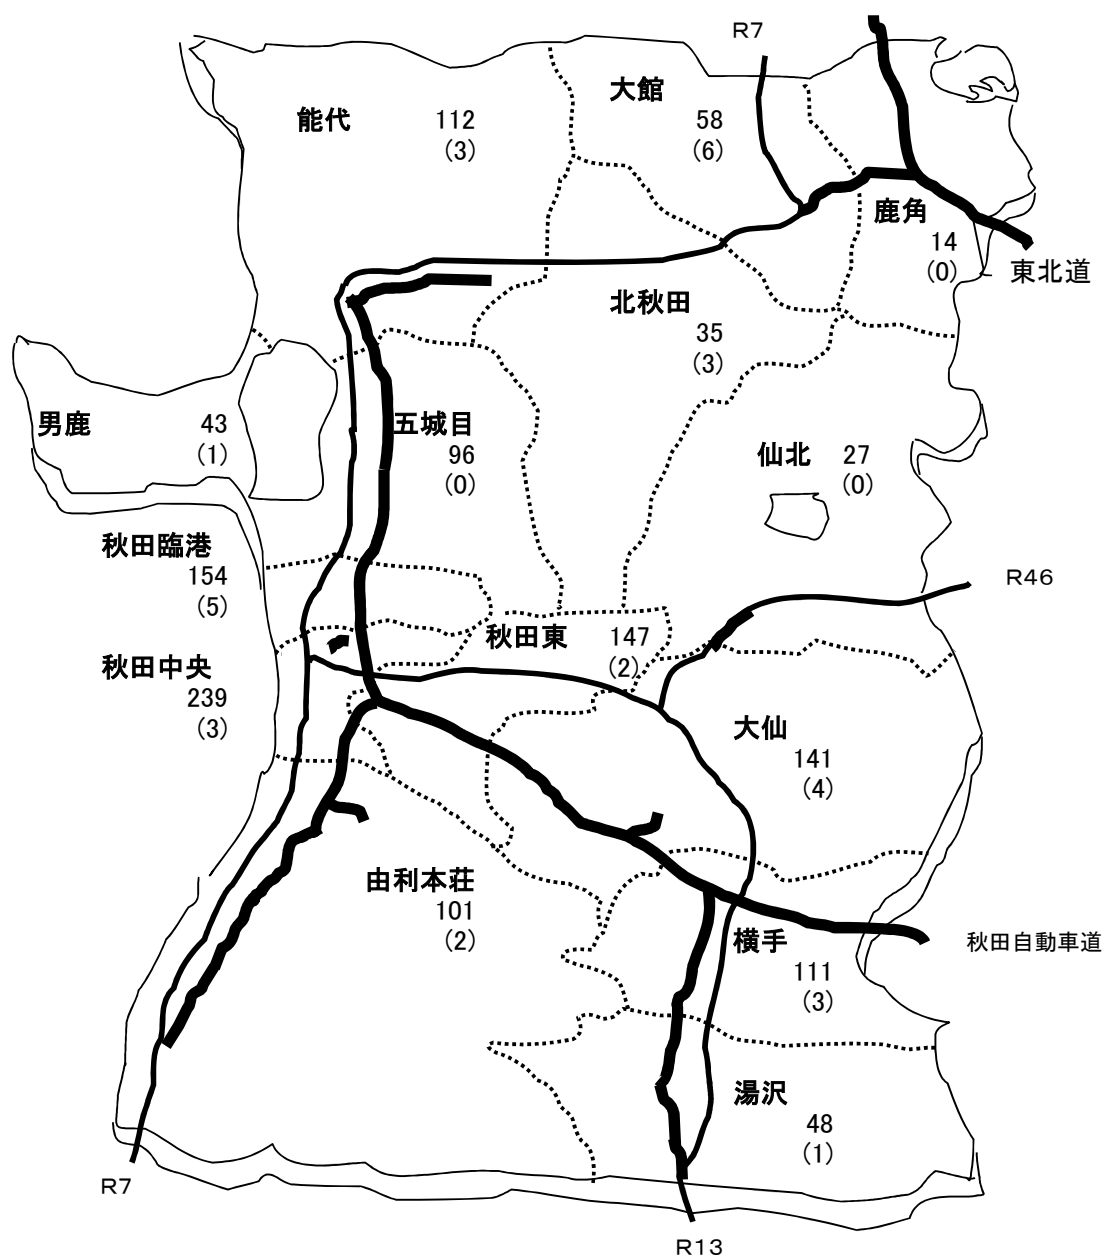 R7
大館
58
(6)
能代
112
(3)
鹿角
14
(0)
東北道
北秋田
35
(3)
男鹿
43
(1)
五城目
96
(0)
仙北
27
(0)
秋田臨港
154
(5)
R46
秋田東
147
(2)
秋田中央
239
(3)
大仙
141
(4)
由利本荘
101
(2)
横手
111
(3)
秋田自動車道
湯沢
48
(1)
R7
R13